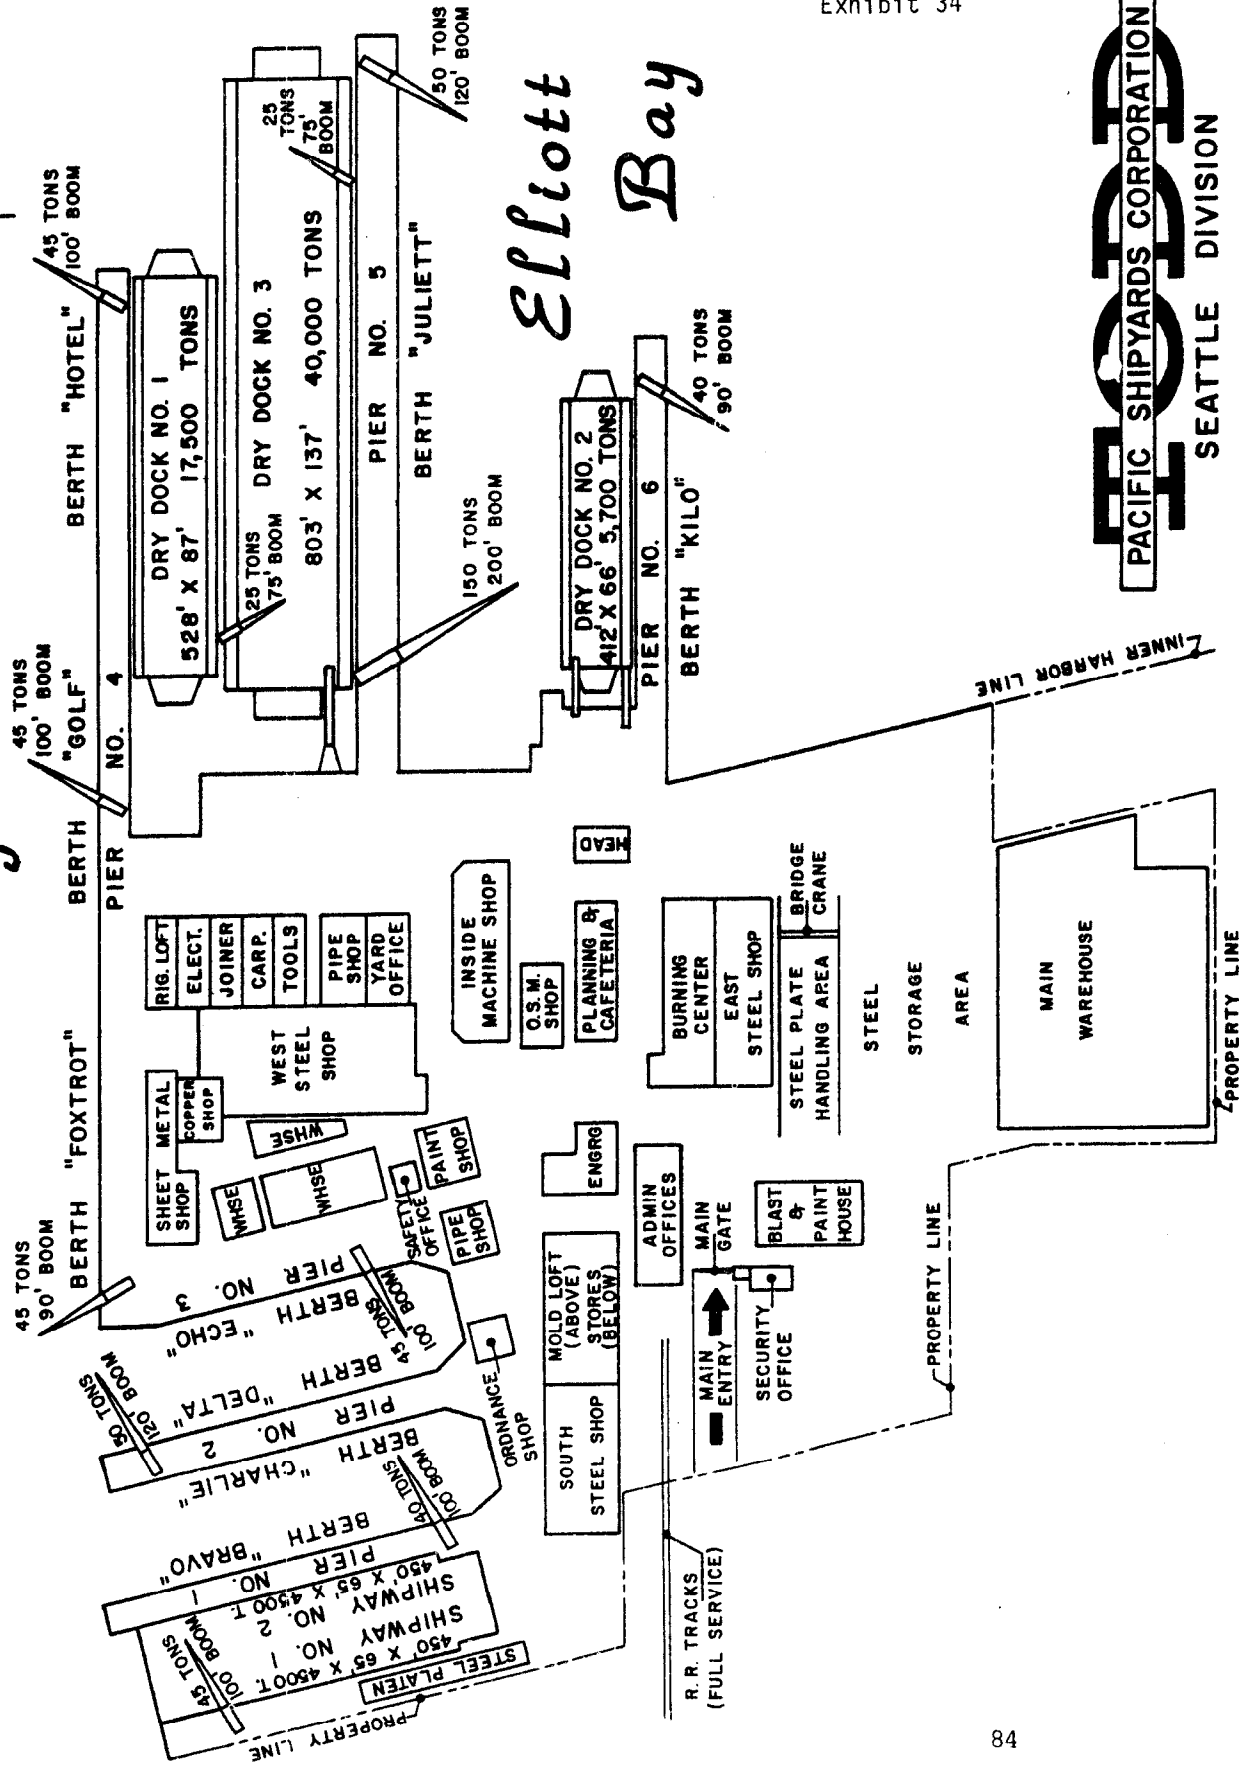 Exhibit 34
45 TONS
90' BOOM
45 TONS
100' BOOM
45 TONS
100' BOOM
BERTH "FOXTROT"
BERTH "GOLF"
BERTH "HOTEL"
PIER NO. 4
DRY DOCK NO. 1
528' X 87' 17,500 TONS
25 TONS
75' BOOM
DRY DOCK NO. 3
803' X 137' 40,000 TONS
25
TONS
75'
BOOM
50 TONS
120' BOOM
PIER NO. 5
BERTH "JULIETT"
150 TONS
200' BOOM
Elliott
Bay
DRY DOCK NO. 2
412' X 66' 5,700 TONS
PIER NO. 6
BERTH "KILO"
40 TONS
90' BOOM
INNER HARBOR LINE
RIG. LOFT
ELECT.
JOINER
CARP.
TOOLS
PIPE
SHOP
YARD
OFFICE
SHEET METAL
SHOP
COPPER
SHOP
WEST
STEEL
SHOP
WHSE
WHSE
WHSE
SAFETY
OFFICE
PAINT
SHOP
PIPE
SHOP
INSIDE
MACHINE SHOP
O.S.M.
SHOP
PLANNING &
CAFETERIA
HEAD
BURNING
CENTER
EAST
STEEL SHOP
STEEL PLATE
HANDLING AREA
BRIDGE
CRANE
STEEL
STORAGE
AREA
MAIN
WAREHOUSE
PROPERTY LINE
ENGRG
ADMIN
OFFICES
MAIN
GATE
BLAST
&
PAINT
HOUSE
MOLD LOFT
(ABOVE)
STORES
(BELOW)
SOUTH
STEEL SHOP
MAIN
ENTRY
SECURITY
OFFICE
PROPERTY LINE
R.R. TRACKS
(FULL SERVICE)
ORDNANCE
SHOP
PIER NO. 3
BERTH "ECHO"
45 TONS
100' BOOM
50 TONS
120' BOOM
BERTH "DELTA"
PIER NO. 2
BERTH "CHARLIE"
40 TONS
100' BOOM
BERTH "BRAVO"
PIER NO. 1
450' X 65' X 4500 T.
SHIPWAY NO. 2
SHIPWAY NO. 1
450' X 65' X 4500 T.
45 TONS
100' BOOM
STEEL PLATEN
PROPERTY LINE
TODD
PACIFIC SHIPYARDS CORPORATION
SEATTLE DIVISION
84